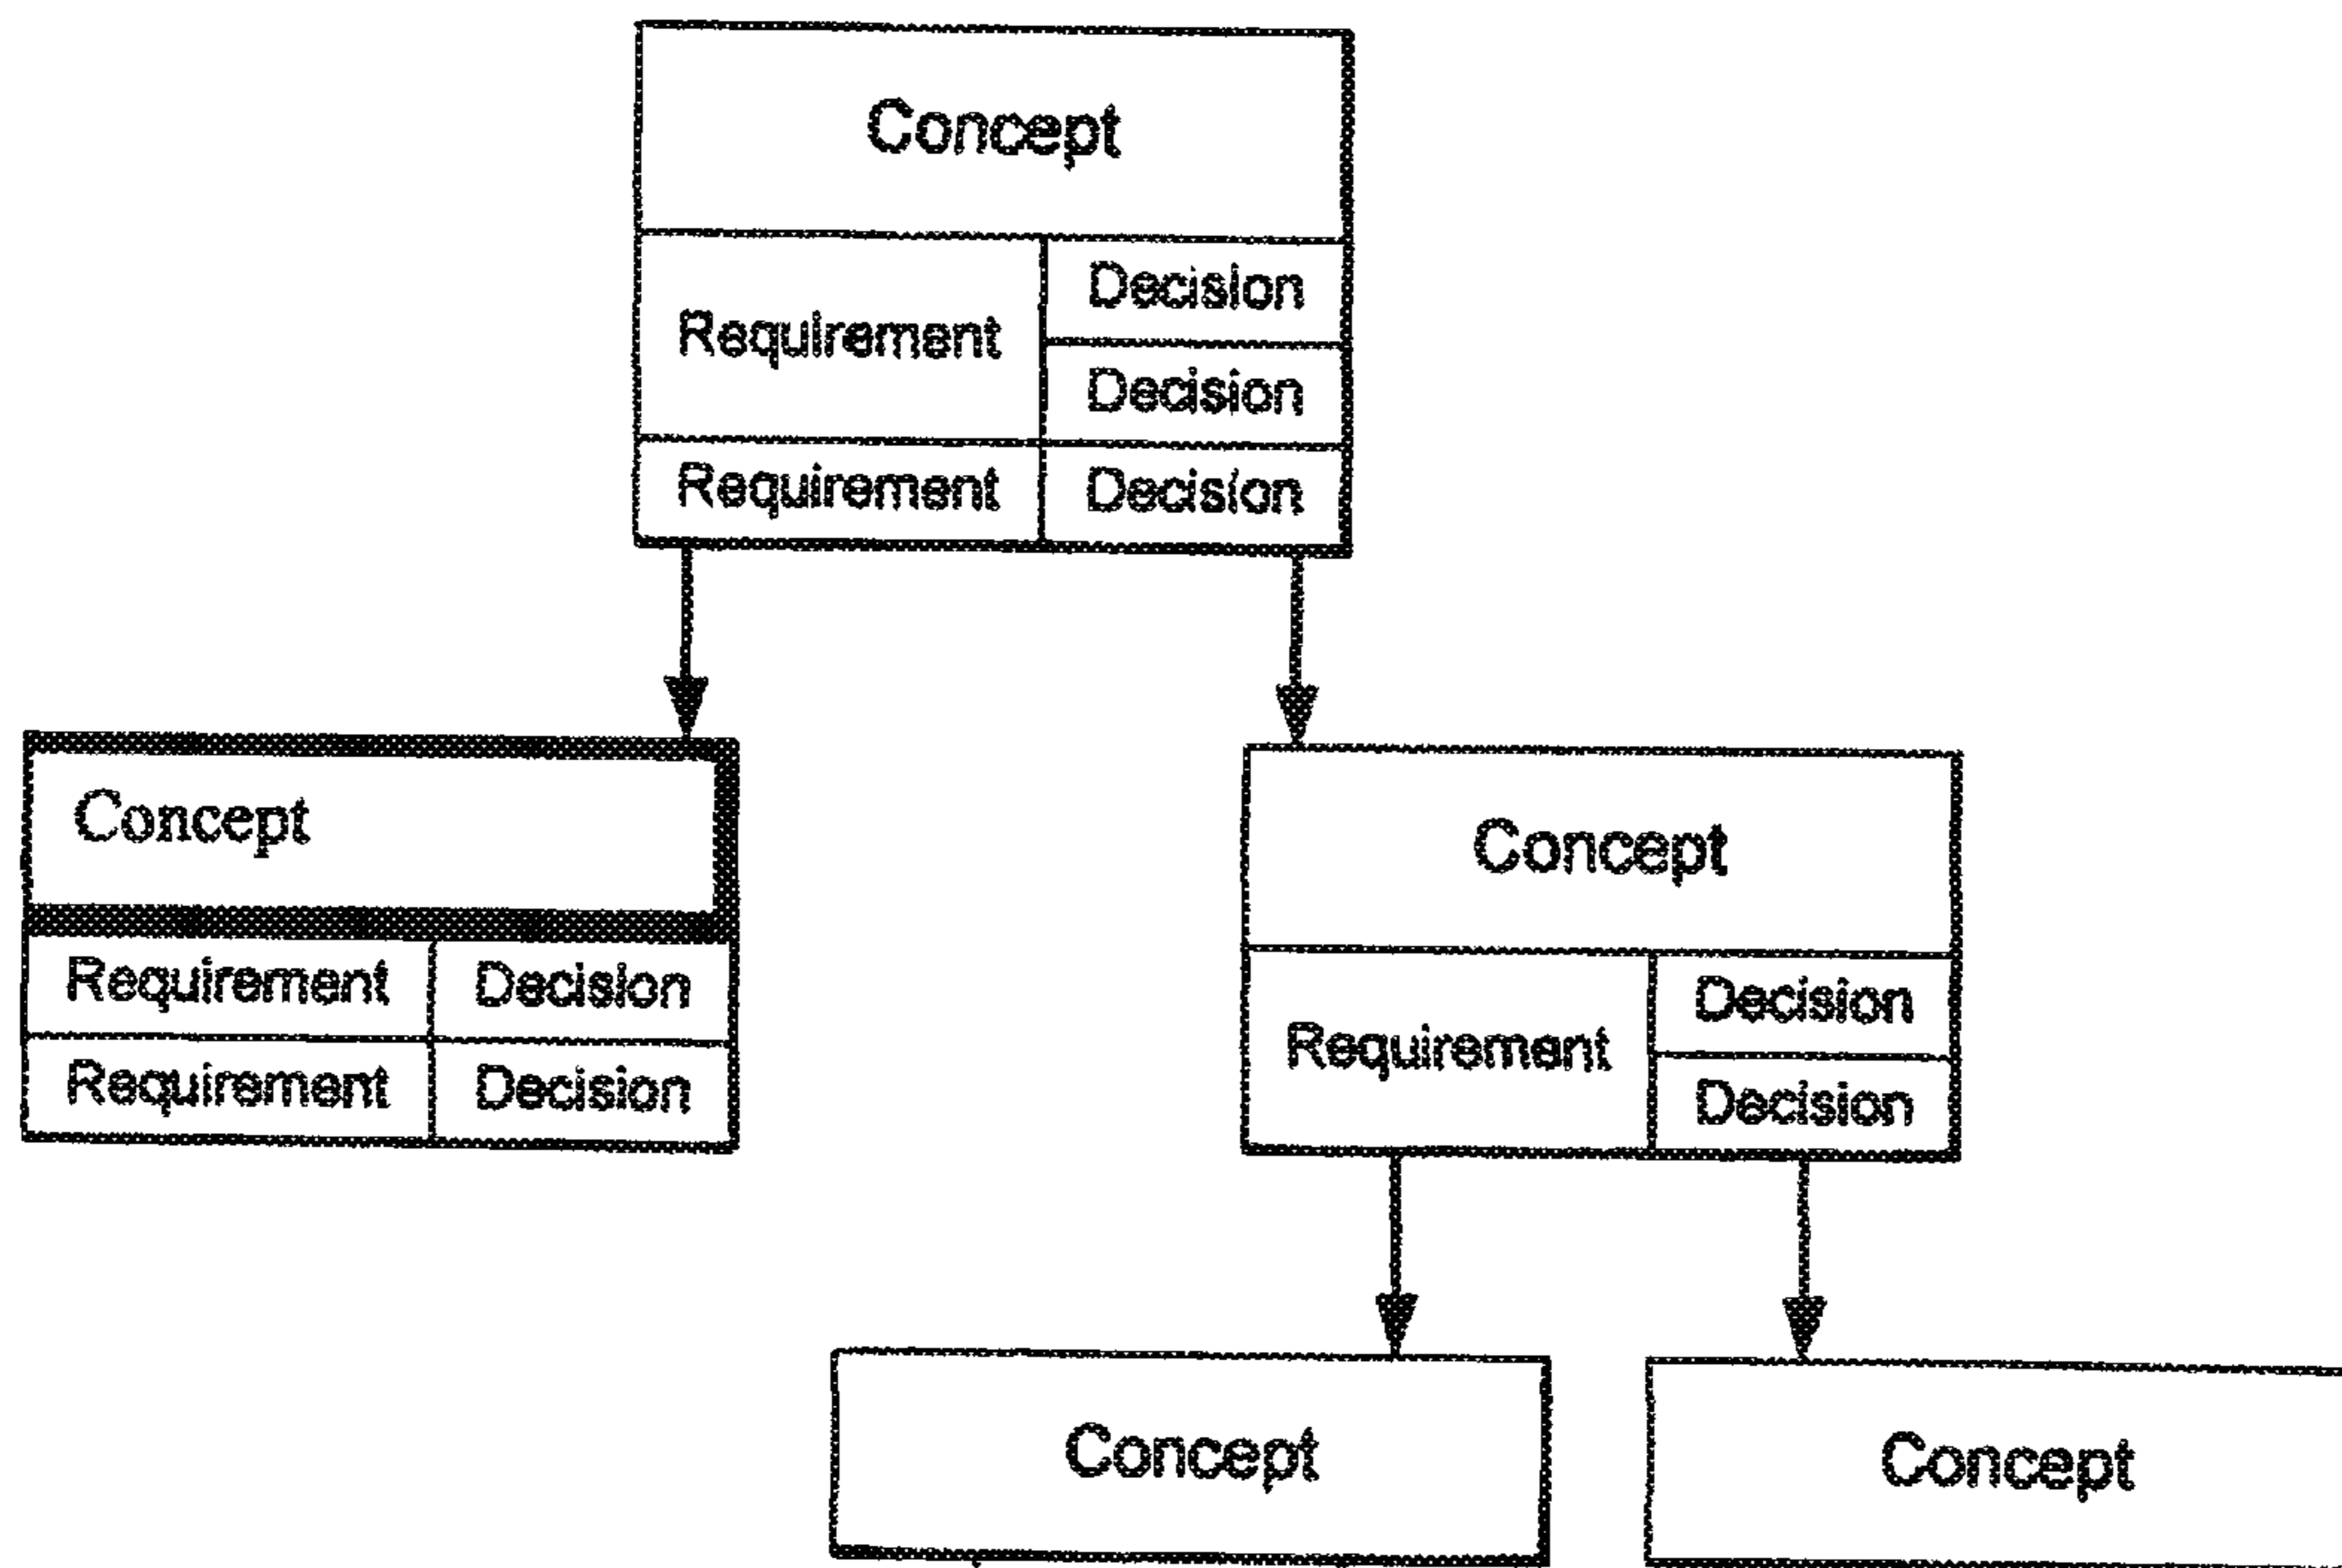 Concept
Decision
Requirement
Decision
Requirement Decision
Concept
Concept
Requirement Decision
Decision
Requirement
Requirement Decision
Decision
Concept
Concept